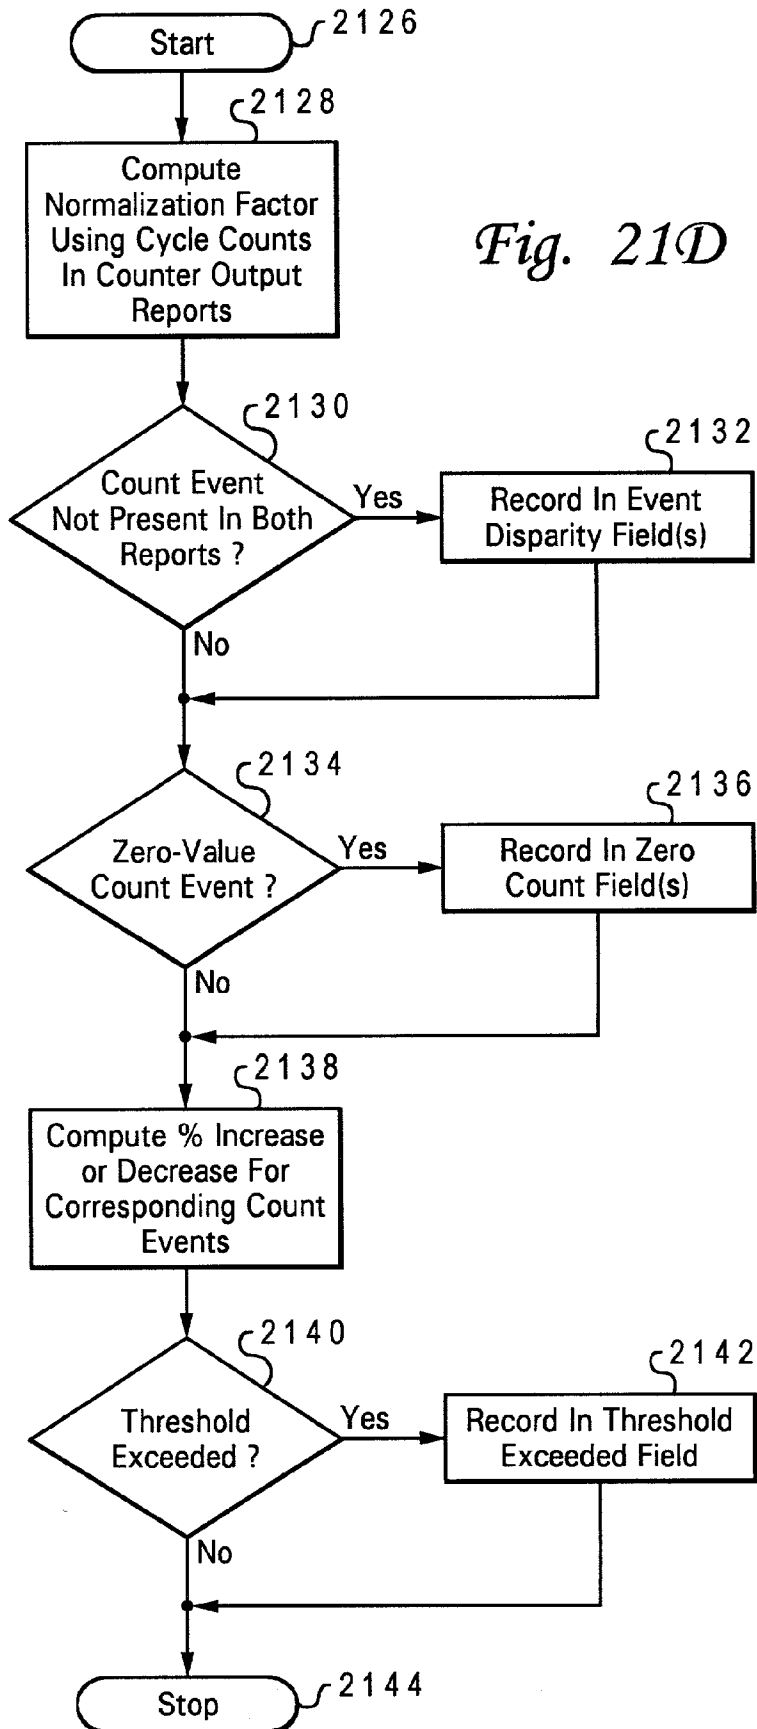 Start
2126
2128
Compute
Normalization Factor
Using Cycle Counts
In Counter Output
Reports
Fig. 21D
2130
Count Event
Not Present In Both
Reports ?
Yes
2132
Record In Event
Disparity Field(s)
No
2134
Zero-Value
Count Event ?
Yes
2136
Record In Zero
Count Field(s)
No
2138
Compute % Increase
or Decrease For
Corresponding Count
Events
2140
Threshold
Exceeded ?
Yes
2142
Record In Threshold
Exceeded Field
No
Stop
2144